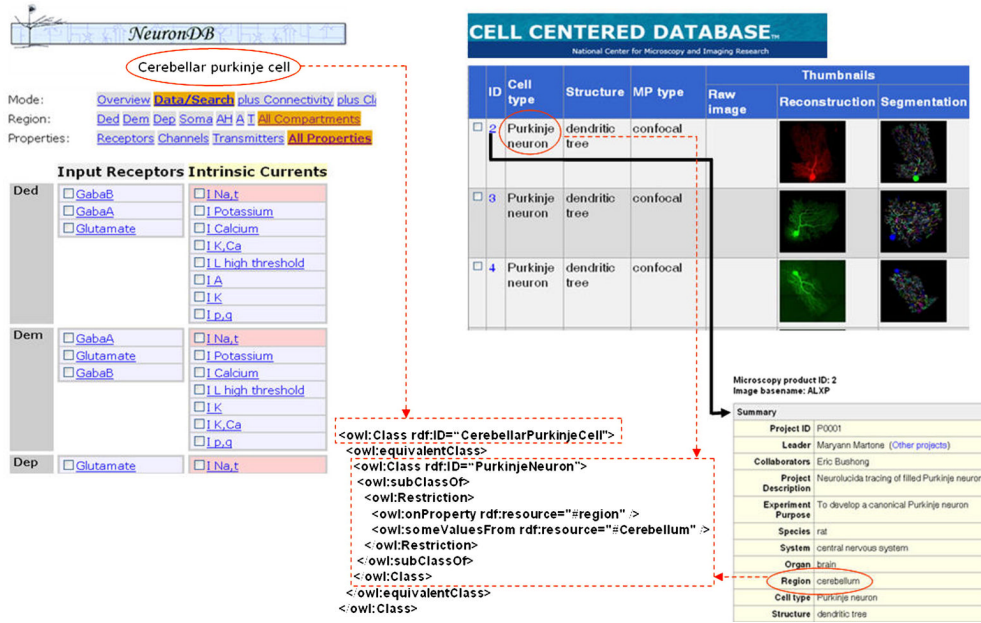 NeuronDB
Cerebellar purkinje cell
Mode: Overview Data/Search plus Connectivity plus Cl
Region: Ded Dem Dep Soma AH A T All Compartments
Properties: Receptors Channels Transmitters All Properties
Input Receptors Intrinsic Currents
Ded GabaB I Na,t
GabaA I Potassium
Glutamate I Calcium
I K,Ca
I L high threshold
I A
I K
I p,q
Dem GabaA I Na,t
Glutamate I Potassium
GabaB I Calcium
I L high threshold
I K
I K,Ca
I p,q
Dep Glutamate I Na,t
CELL CENTERED DATABASE TM
National Center for Microscopy and Imaging Research
Thumbnails
ID Cell type Structure MP type Raw image Reconstruction Segmentation
2 Purkinje neuron dendritic tree confocal
3 Purkinje neuron dendritic tree confocal
4 Purkinje neuron dendritic tree confocal
<owl:Class rdf:ID="CerebellarPurkinjeCell">
<owl:equivalentClass>
<owl:Class rdf:ID="PurkinjeNeuron">
<owl:subClassOf>
<owl:Restriction>
<owl:onProperty rdf:resource="#region" />
<owl:someValuesFrom rdf:resource="#Cerebellum" />
</owl:Restriction>
</owl:subClassOf>
</owl:Class>
</owl:equivalentClass>
</owl:Class>
Microscopy product ID: 2
Image basename: ALXP
Summary
Project ID P0001
Leader Maryann Martone (Other projects)
Collaborators Eric Bushong
Project Description Neurolucida tracing of filled Purkinje neuron
Experiment Purpose To develop a canonical Purkinje neuron
Species rat
System central nervous system
Organ brain
Region cerebellum
Cell type Purkinje neuron
Structure dendritic tree